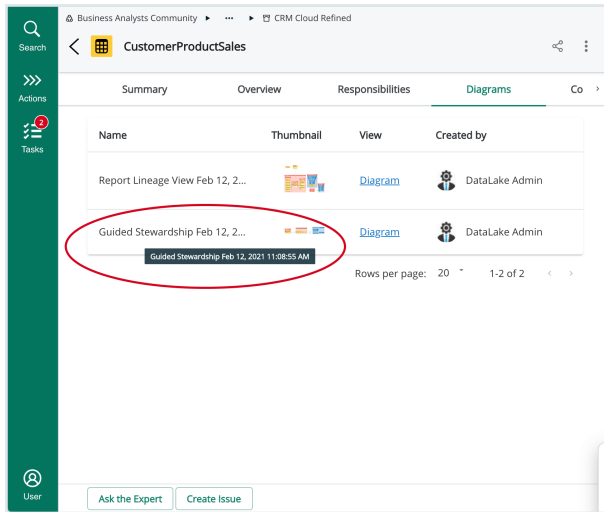 Business Analysts Community ▸ ••• ▸ CRM Cloud Refined
CustomerProductSales
Search
Actions
2
Tasks
Summary Overview Responsibilities Diagrams Co
Name Thumbnail View Created by
Report Lineage View Feb 12, 2... Diagram DataLake Admin
Guided Stewardship Feb 12, 2... Diagram DataLake Admin
Guided Stewardship Feb 12, 2021 11:08:55 AM
Rows per page: 20 1-2 of 2
User
Ask the Expert Create Issue